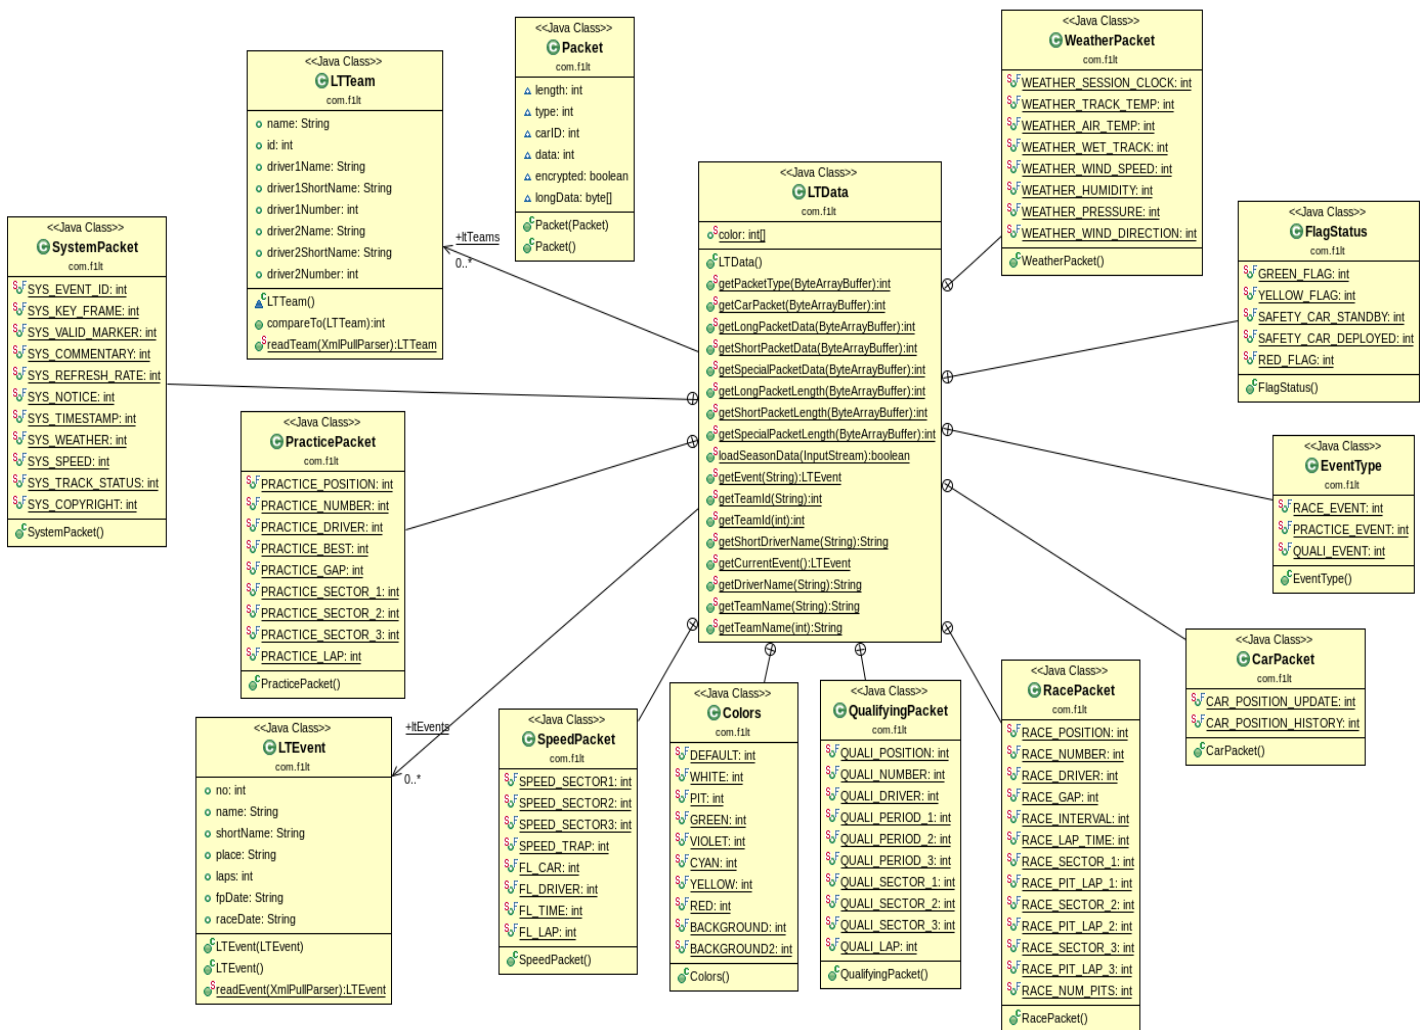 <<Java Class>>
Packet
com.f1lt
length: int
type: int
carID: int
data: int
encrypted: boolean
longData: byte[]
Packet(Packet)
Packet()
<<Java Class>>
WeatherPacket
com.f1lt
WEATHER_SESSION_CLOCK: int
WEATHER_TRACK_TEMP: int
WEATHER_AIR_TEMP: int
WEATHER_WET_TRACK: int
WEATHER_WIND_SPEED: int
WEATHER_HUMIDITY: int
WEATHER_PRESSURE: int
WEATHER_WIND_DIRECTION: int
WeatherPacket()
<<Java Class>>
LTTeam
com.f1lt
name: String
id: int
driver1Name: String
driver1ShortName: String
driver1Number: int
driver2Name: String
driver2ShortName: String
driver2Number: int
LTTeam()
compareTo(LTTeam):int
readTeam(XmlPullParser):LTTeam
+ltTeams
0..*
<<Java Class>>
LTData
com.f1lt
color: int[]
LTData()
getPacketType(ByteArrayBuffer):int
getCarPacket(ByteArrayBuffer):int
getLongPacketData(ByteArrayBuffer):int
getShortPacketData(ByteArrayBuffer):int
getSpecialPacketData(ByteArrayBuffer):int
getLongPacketLength(ByteArrayBuffer):int
getShortPacketLength(ByteArrayBuffer):int
getSpecialPacketLength(ByteArrayBuffer):int
loadSeasonData(InputStream):boolean
getEvent(String):LTEvent
getTeamId(String):int
getTeamId(int):int
getShortDriverName(String):String
getCurrentEvent():LTEvent
getDriverName(String):String
getTeamName(String):String
getTeamName(int):String
<<Java Class>>
FlagStatus
com.f1lt
GREEN_FLAG: int
YELLOW_FLAG: int
SAFETY_CAR_STANDBY: int
SAFETY_CAR_DEPLOYED: int
RED_FLAG: int
FlagStatus()
<<Java Class>>
SystemPacket
com.f1lt
SYS_EVENT_ID: int
SYS_KEY_FRAME: int
SYS_VALID_MARKER: int
SYS_COMMENTARY: int
SYS_REFRESH_RATE: int
SYS_NOTICE: int
SYS_TIMESTAMP: int
SYS_WEATHER: int
SYS_SPEED: int
SYS_TRACK_STATUS: int
SYS_COPYRIGHT: int
SystemPacket()
<<Java Class>>
PracticePacket
com.f1lt
PRACTICE_POSITION: int
PRACTICE_NUMBER: int
PRACTICE_DRIVER: int
PRACTICE_BEST: int
PRACTICE_GAP: int
PRACTICE_SECTOR_1: int
PRACTICE_SECTOR_2: int
PRACTICE_SECTOR_3: int
PRACTICE_LAP: int
PracticePacket()
<<Java Class>>
EventType
com.f1lt
RACE_EVENT: int
PRACTICE_EVENT: int
QUALI_EVENT: int
EventType()
<<Java Class>>
CarPacket
com.f1lt
CAR_POSITION_UPDATE: int
CAR_POSITION_HISTORY: int
CarPacket()
<<Java Class>>
LTEvent
com.f1lt
no: int
name: String
shortName: String
place: String
laps: int
fpDate: String
raceDate: String
LTEvent(LTEvent)
LTEvent()
readEvent(XmlPullParser):LTEvent
+ltEvents
0..*
<<Java Class>>
SpeedPacket
com.f1lt
SPEED_SECTOR1: int
SPEED_SECTOR2: int
SPEED_SECTOR3: int
SPEED_TRAP: int
FL_CAR: int
FL_DRIVER: int
FL_TIME: int
FL_LAP: int
SpeedPacket()
<<Java Class>>
Colors
com.f1lt
DEFAULT: int
WHITE: int
PIT: int
GREEN: int
VIOLET: int
CYAN: int
YELLOW: int
RED: int
BACKGROUND: int
BACKGROUND2: int
Colors()
<<Java Class>>
QualifyingPacket
com.f1lt
QUALI_POSITION: int
QUALI_NUMBER: int
QUALI_DRIVER: int
QUALI_PERIOD_1: int
QUALI_PERIOD_2: int
QUALI_PERIOD_3: int
QUALI_SECTOR_1: int
QUALI_SECTOR_2: int
QUALI_SECTOR_3: int
QUALI_LAP: int
QualifyingPacket()
<<Java Class>>
RacePacket
com.f1lt
RACE_POSITION: int
RACE_NUMBER: int
RACE_DRIVER: int
RACE_GAP: int
RACE_INTERVAL: int
RACE_LAP_TIME: int
RACE_SECTOR_1: int
RACE_PIT_LAP_1: int
RACE_SECTOR_2: int
RACE_PIT_LAP_2: int
RACE_SECTOR_3: int
RACE_PIT_LAP_3: int
RACE_NUM_PITS: int
RacePacket()